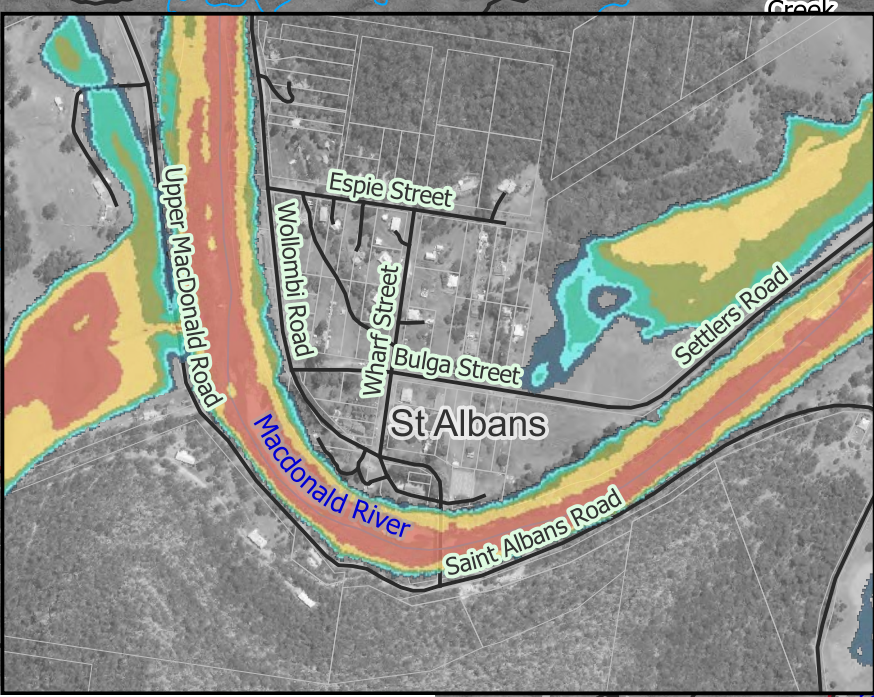 Creek
Espie Street
Upper MacDonald Road
Wollombi Road
Wharf Street
Settlers Road
Bulga Street
St Albans
Macdonald River
Saint Albans Road